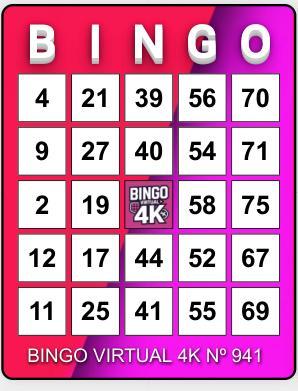 B I N G O
4 21 39 56 70
9 27 40 54 71
2 19 BINGO VIRTUAL 4K 58 75
12 17 44 52 67
11 25 41 55 69
BINGO VIRTUAL 4K Nº 941